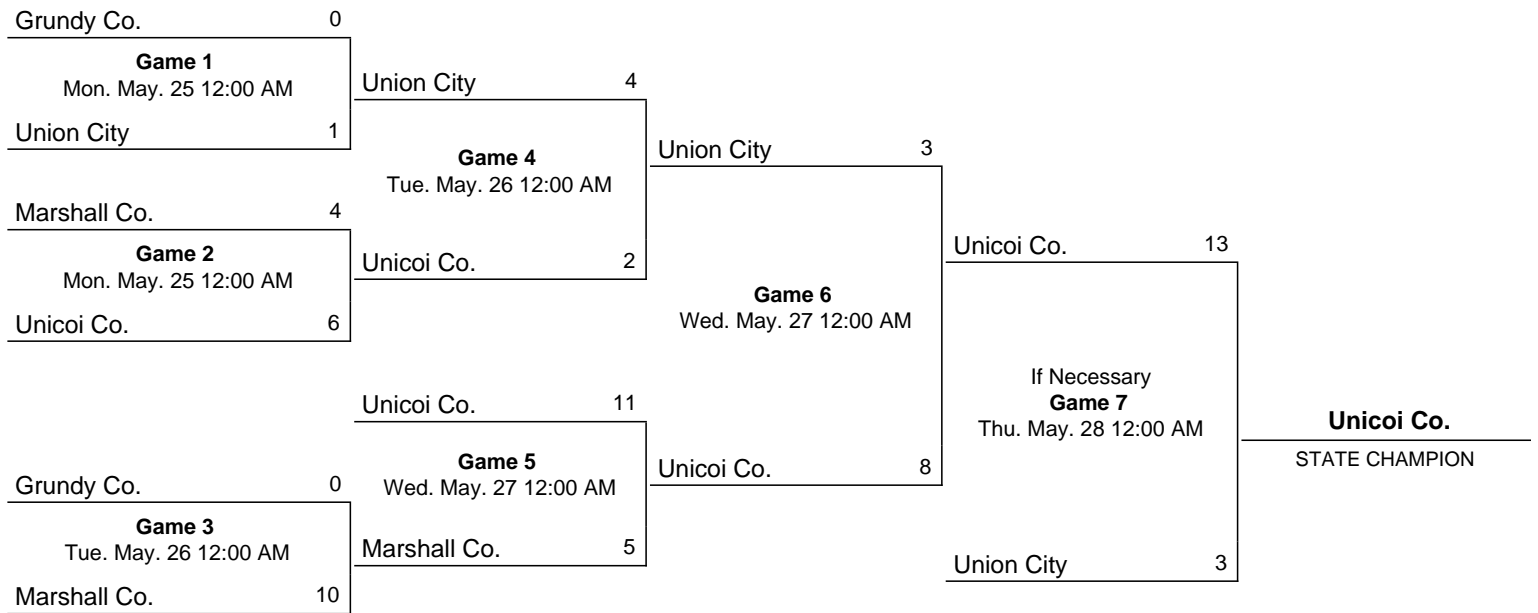 Grundy Co. 0
Game 1
Mon. May. 25 12:00 AM
Union City 1
Marshall Co. 4
Game 2
Mon. May. 25 12:00 AM
Unicoi Co. 6
Grundy Co. 0
Game 3
Tue. May. 26 12:00 AM
Marshall Co. 10
Union City 4
Game 4
Tue. May. 26 12:00 AM
Unicoi Co. 2
Unicoi Co. 11
Game 5
Wed. May. 27 12:00 AM
Marshall Co. 5
Union City 3
Game 6
Wed. May. 27 12:00 AM
Unicoi Co. 8
Unicoi Co. 13
If Necessary
Game 7
Thu. May. 28 12:00 AM
Union City 3
Unicoi Co.
STATE CHAMPION